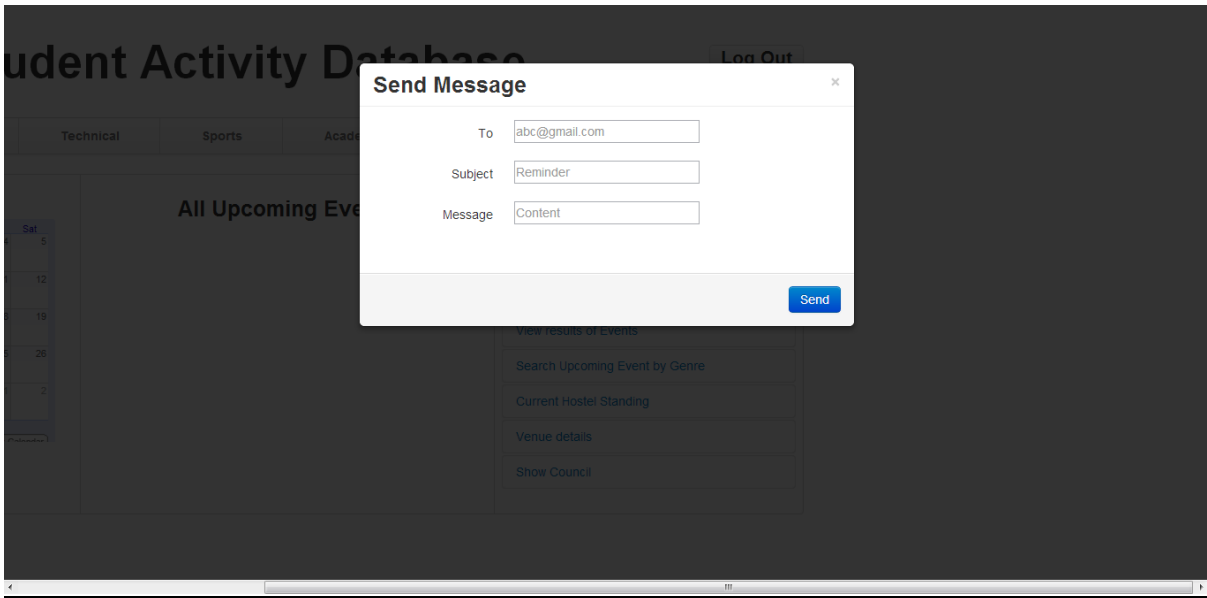 udent Activity Database
Log Out
Send Message
×
To
abc@gmail.com
Subject
Reminder
Message
Content
Send
Technical
Sports
Acade
All Upcoming Eve
Sat
5
12
19
26
2
View results of Events
Search Upcoming Event by Genre
Current Hostel Standing
Venue details
Show Council